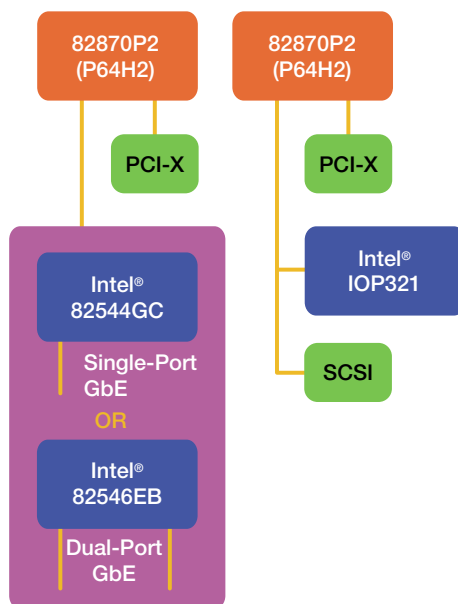 82870P2
(P64H2)
82870P2
(P64H2)
PCI-X
PCI-X
Intel®
82544GC
Single-Port
GbE
OR
Intel®
82546EB
Dual-Port
GbE
Intel®
IOP321
SCSI